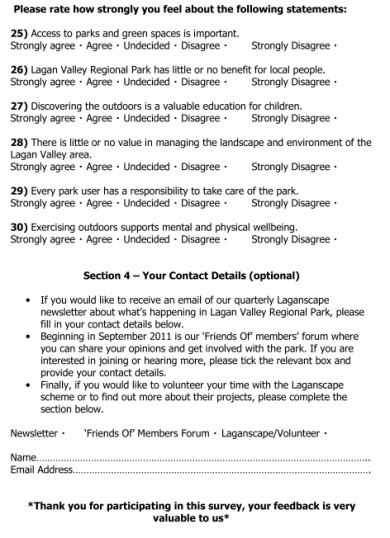 Please rate how strongly you feel about the following statements:
25) Access to parks and green spaces is important.
Strongly agree · Agree · Undecided · Disagree · Strongly Disagree ·
26) Lagan Valley Regional Park has little or no benefit for local people.
Strongly agree · Agree · Undecided · Disagree · Strongly Disagree ·
27) Discovering the outdoors is a valuable education for children.
Strongly agree · Agree · Undecided · Disagree · Strongly Disagree ·
28) There is little or no value in managing the landscape and environment of the
Lagan Valley area.
Strongly agree · Agree · Undecided · Disagree · Strongly Disagree ·
29) Every park user has a responsibility to take care of the park.
Strongly agree · Agree · Undecided · Disagree · Strongly Disagree ·
30) Exercising outdoors supports mental and physical wellbeing.
Strongly agree · Agree · Undecided · Disagree · Strongly Disagree ·
Section 4 – Your Contact Details (optional)
• If you would like to receive an email of our quarterly Laganscape
newsletter about what's happening in Lagan Valley Regional Park, please
fill in your contact details below.
• Beginning in September 2011 is our 'Friends Of' members' forum where
you can share your opinions and get involved with the park. If you are
interested in joining or hearing more, please tick the relevant box and
provide your contact details.
• Finally, if you would like to volunteer your time with the Laganscape
scheme or to find out more about their projects, please complete the
section below.
Newsletter · 'Friends Of' Members Forum · Laganscape/Volunteer ·
Name……………………………………………………………………………………………..
Email Address…………………………………………………………………………………….
*Thank you for participating in this survey, your feedback is very
valuable to us*